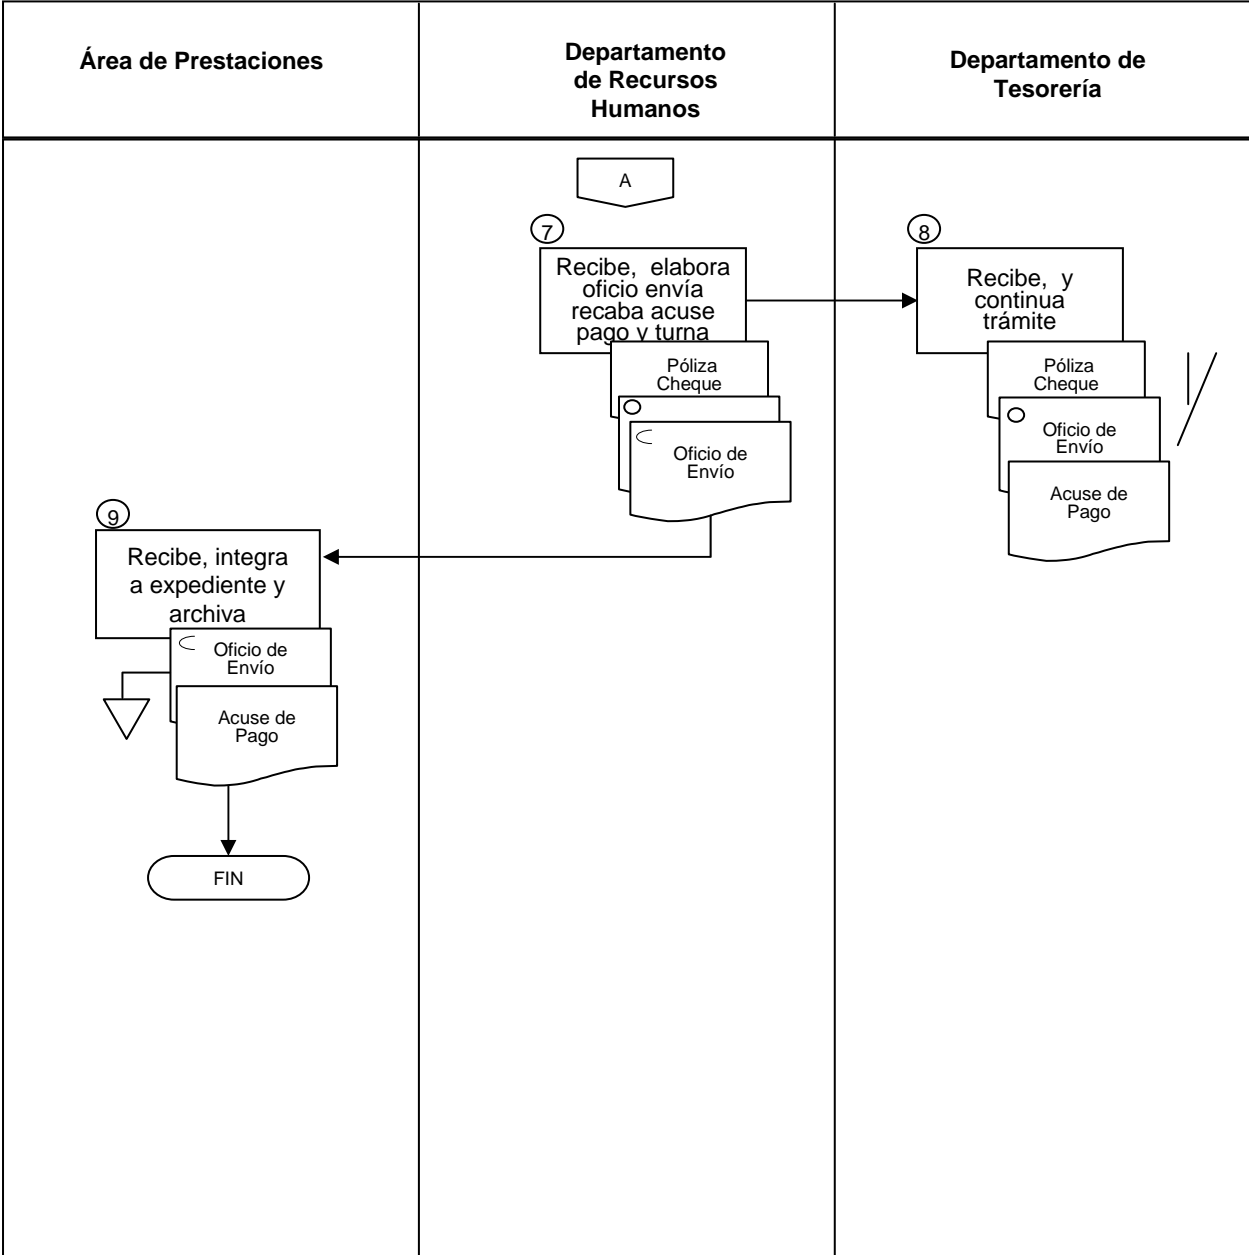 Área de Prestaciones
Departamento
de Recursos
Humanos
Departamento de
Tesorería
A
7
Recibe, elabora
oficio envía
recaba acuse
pago y turna
Póliza
Cheque
Oficio de
Envío
8
Recibe, y
continua
trámite
Póliza
Cheque
Oficio de
Envío
Acuse de
Pago
9
Recibe, integra
a expediente y
archiva
Oficio de
Envío
Acuse de
Pago
FIN